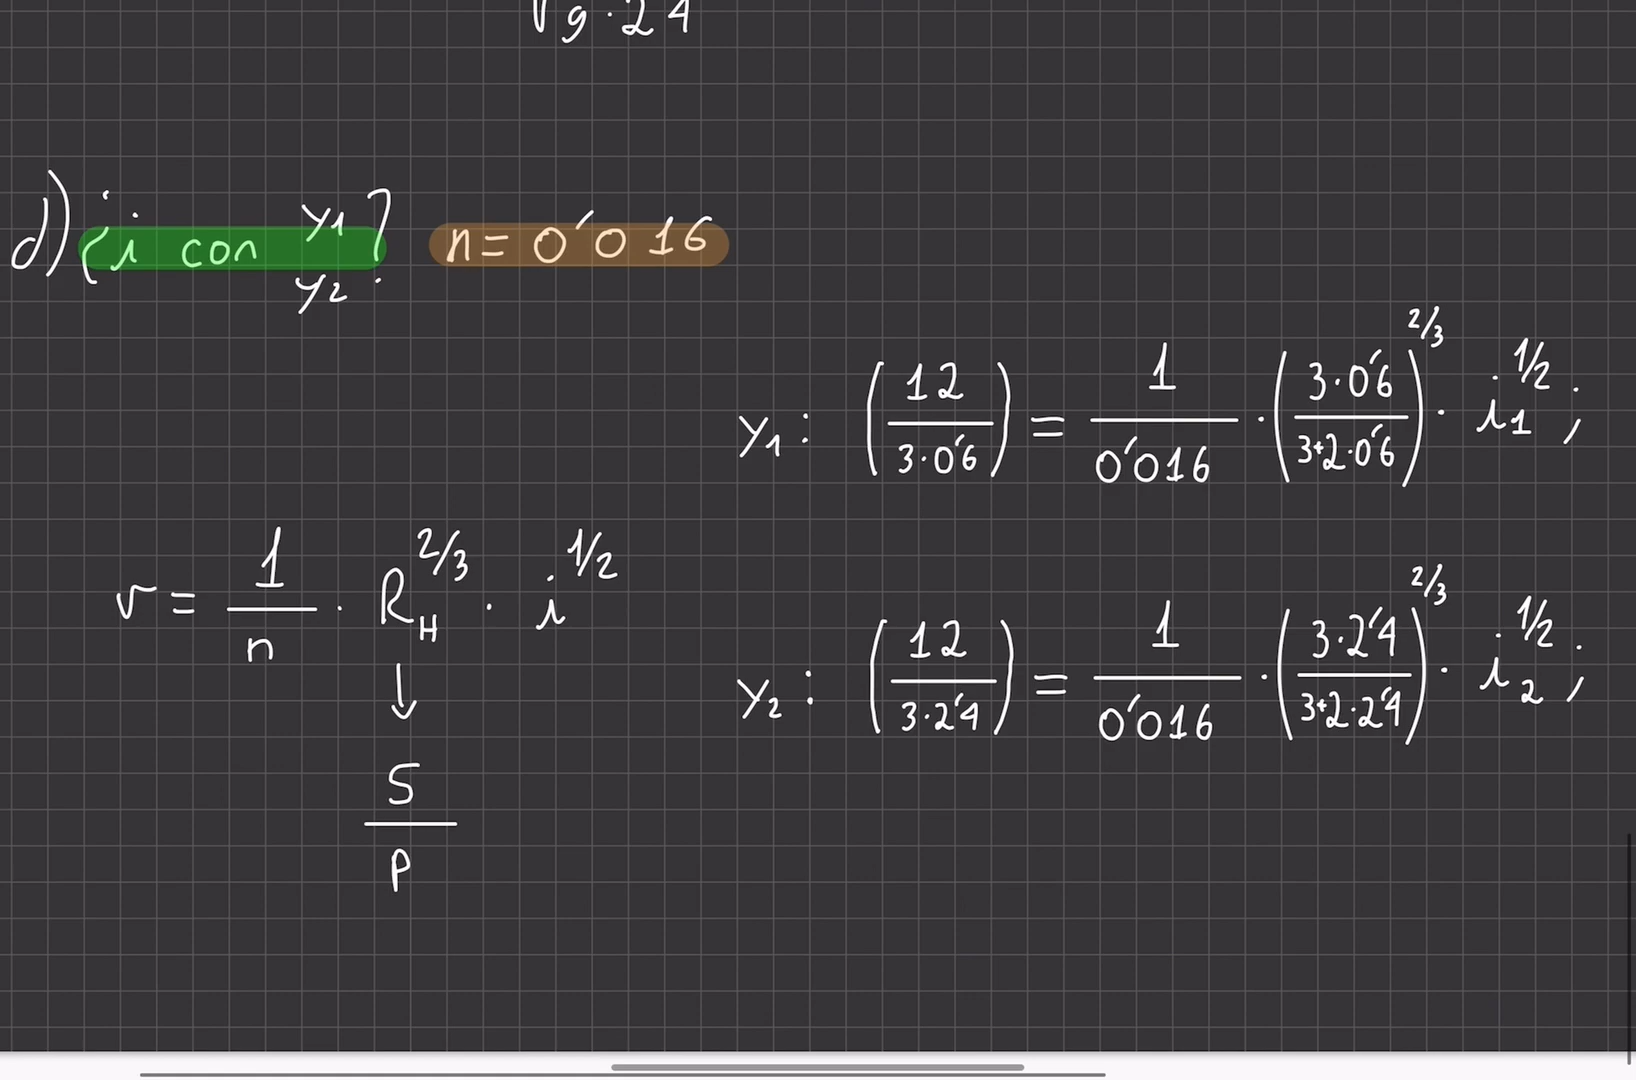 √g·2'4
d) ¿i con y1 y2? n = 0'016
y1: (12/3·0'6) = 1/0'016 · (3·0'6/3+2·0'6)^2/3 · i1^1/2;
v = 1/n · RH^2/3 · i^1/2
↓
S/P
y2: (12/3·2'4) = 1/0'016 · (3·2'4/3+2·2'4)^2/3 · i2^1/2;